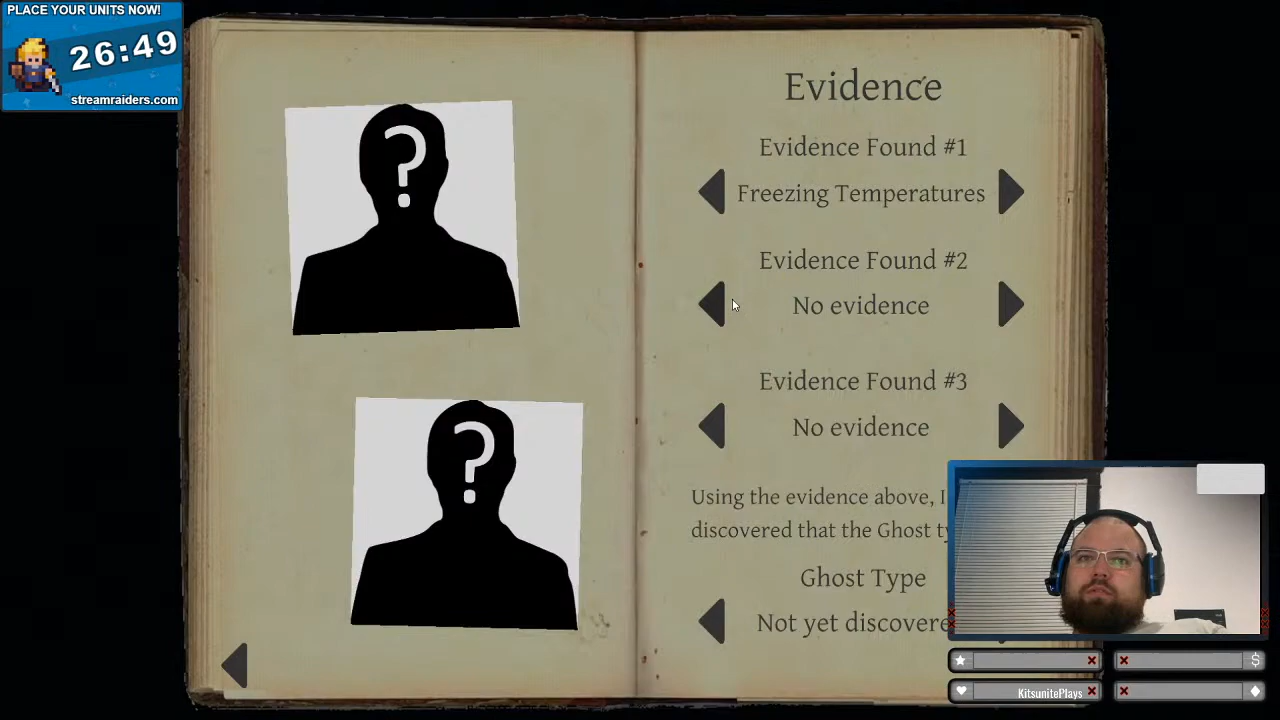 PLACE YOUR UNITS NOW!
26:49
streamraiders.com
?
?
Evidence
Evidence Found #1
Freezing Temperatures
Evidence Found #2
No evidence
Evidence Found #3
No evidence
Using the evidence above, I
discovered that the Ghost ty
Ghost Type
Not yet discovere
$
KitsunitePlays